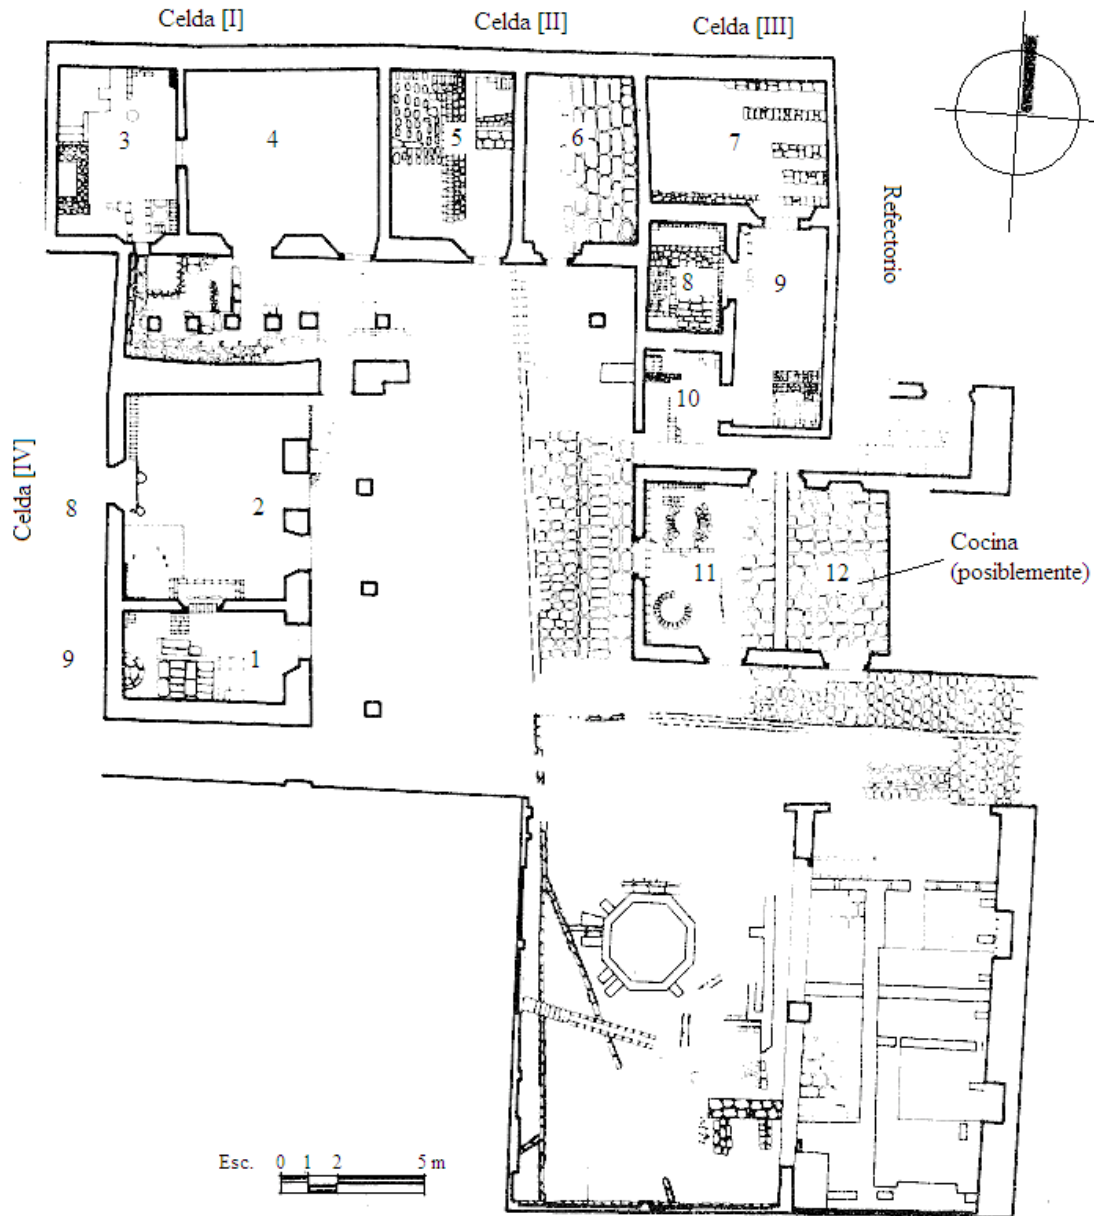 Celda [I]
Celda [II]
Celda [III]
3
4
5
6
7
Refectorio
8
9
10
Celda [IV]
8
2
11
12
Cocina
(posiblemente)
9
1
Esc. 0 1 2 5 m